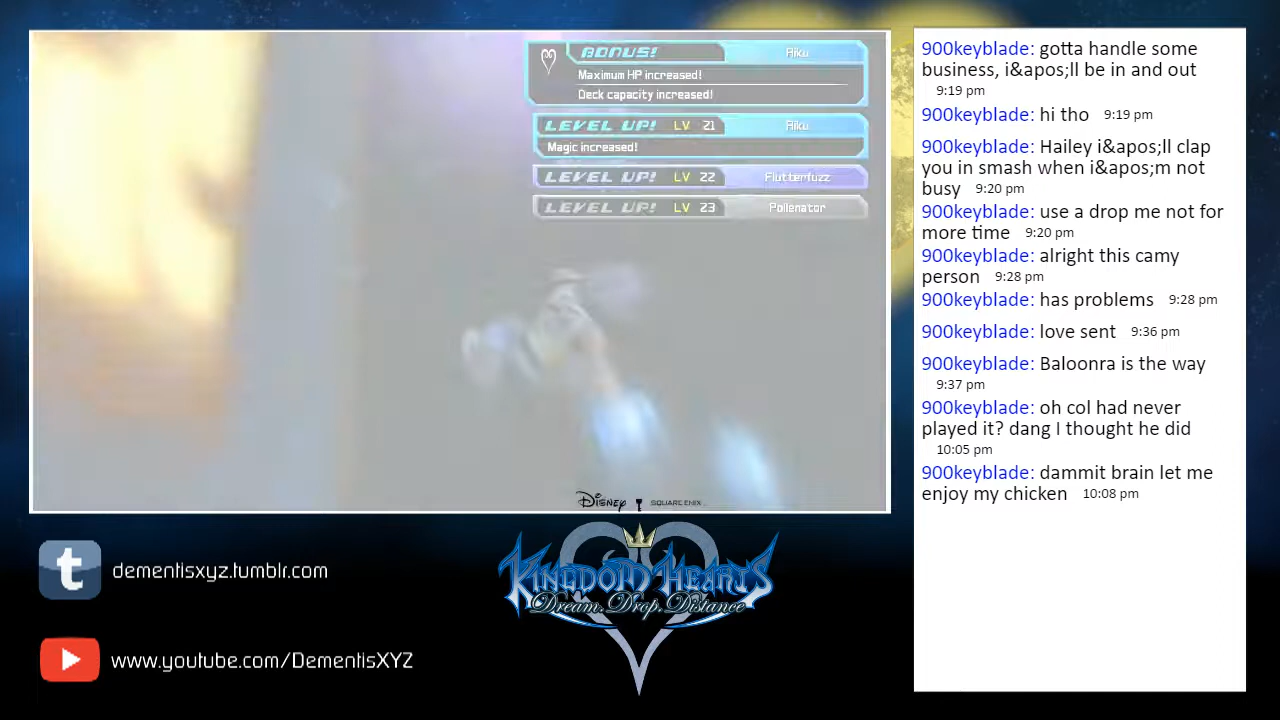 BONUS! Riku
Maximum HP increased!
Deck capacity increased!
LEVEL UP! LV 21 Riku
Magic increased!
LEVEL UP! LV 22 Flutterfuzz
LEVEL UP! LV 23 Pollenator
Disney SQUARE ENIX
t dementisxyz.tumblr.com
www.youtube.com/DementisXYZ
KINGDOM HEARTS
Dream. Drop. Distance
900keyblade: gotta handle some
business, i&apos;ll be in and out
9:19 pm
900keyblade: hi tho 9:19 pm
900keyblade: Hailey i&apos;ll clap
you in smash when i&apos;m not
busy 9:20 pm
900keyblade: use a drop me not for
more time 9:20 pm
900keyblade: alright this camy
person 9:28 pm
900keyblade: has problems 9:28 pm
900keyblade: love sent 9:36 pm
900keyblade: Baloonra is the way
9:37 pm
900keyblade: oh col had never
played it? dang I thought he did
10:05 pm
900keyblade: dammit brain let me
enjoy my chicken 10:08 pm